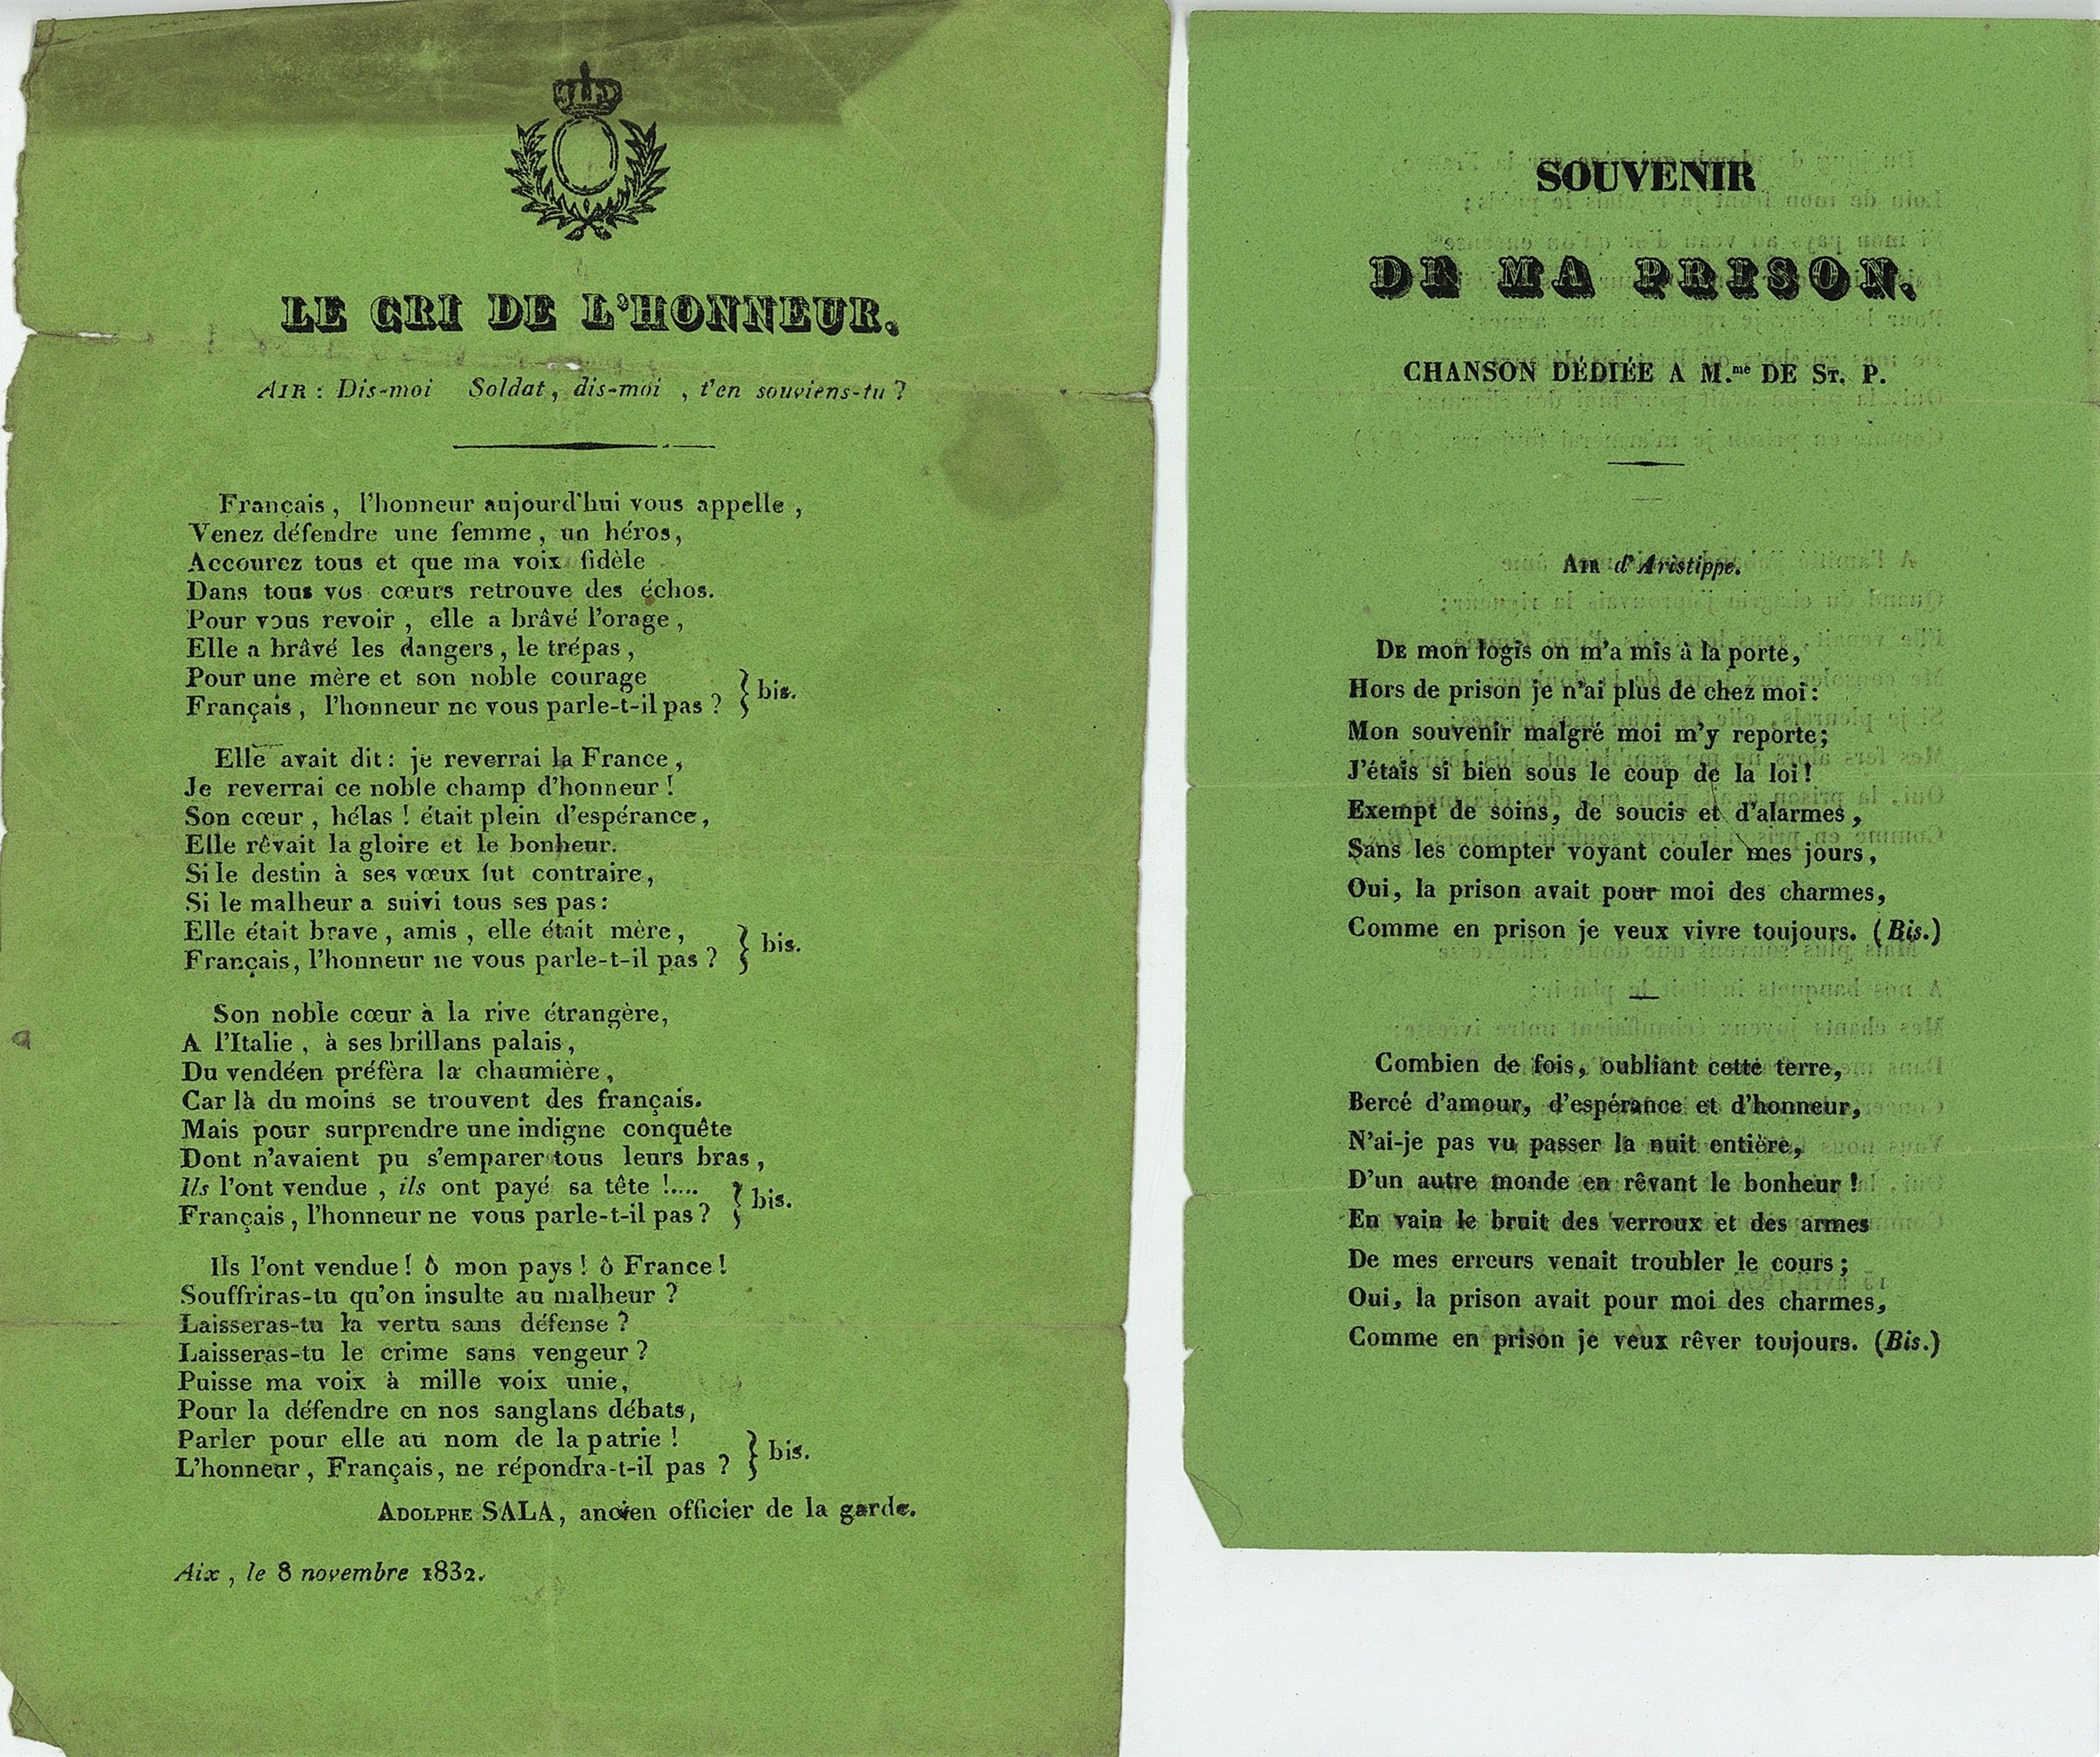 LE CRI DE L'HONNEUR.
AIR : Dis-moi Soldat, dis-moi , t'en souviens-tu ?
Français , l'honneur aujourd'hui vous appelle ,
Venez défendre une femme , un héros,
Accourez tous et que ma voix fidèle
Dans tous vos cœurs retrouve des échos.
Pour vous revoir , elle a brâvé l'orage ,
Elle a brâvé les dangers , le trépas ,
Pour une mère et son noble courage
Français , l'honneur ne vous parle-t-il pas ? } bis.
Elle avait dit : je reverrai la France ,
Je reverrai ce noble champ d'honneur !
Son cœur , hélas ! était plein d'espérance,
Elle rêvait la gloire et le bonheur.
Si le destin à ses vœux fut contraire,
Si le malheur a suivi tous ses pas :
Elle était brave , amis , elle était mère ,
Français, l'honneur ne vous parle-t-il pas ? } bis.
Son noble cœur à la rive étrangère,
A l'Italie , à ses brillans palais ,
Du vendéen préfèra la chaumière ,
Car là du moins se trouvent des français.
Mais pour surprendre une indigne conquête
Dont n'avaient pu s'emparer tous leurs bras ,
Ils l'ont vendue , ils ont payé sa tête !....
Français , l'honneur ne vous parle-t-il pas ? } bis.
Ils l'ont vendue ! ô mon pays ! ô France !
Souffriras-tu qu'on insulte au malheur ?
Laisseras-tu la vertu sans défense ?
Laisseras-tu le crime sans vengeur ?
Puisse ma voix à mille voix unie,
Pour la défendre en nos sanglans débats,
Parler pour elle au nom de la patrie !
L'honneur , Français, ne répondra-t-il pas ? } bis.
ADOLPHE SALA, ancien officier de la garde.
Aix , le 8 novembre 1832.
SOUVENIR
DE MA PRISON.
CHANSON DÉDIÉE A M.me DE ST. P.
AIR d'Aristippe.
DE mon logis on m'a mis à la porte,
Hors de prison je n'ai plus de chez moi :
Mon souvenir malgré moi m'y reporte;
J'étais si bien sous le coup de la loi !
Exempt de soins, de soucis et d'alarmes ,
Sans les compter voyant couler mes jours ,
Oui, la prison avait pour moi des charmes,
Comme en prison je veux vivre toujours. (Bis.)
Combien de fois, oubliant cette terre,
Bercé d'amour, d'espérance et d'honneur,
N'ai-je pas vu passer la nuit entière,
D'un autre monde en rêvant le bonheur !
En vain le bruit des verroux et des armes
De mes erreurs venait troubler le cours ;
Oui, la prison avait pour moi des charmes,
Comme en prison je veux rêver toujours. (Bis.)